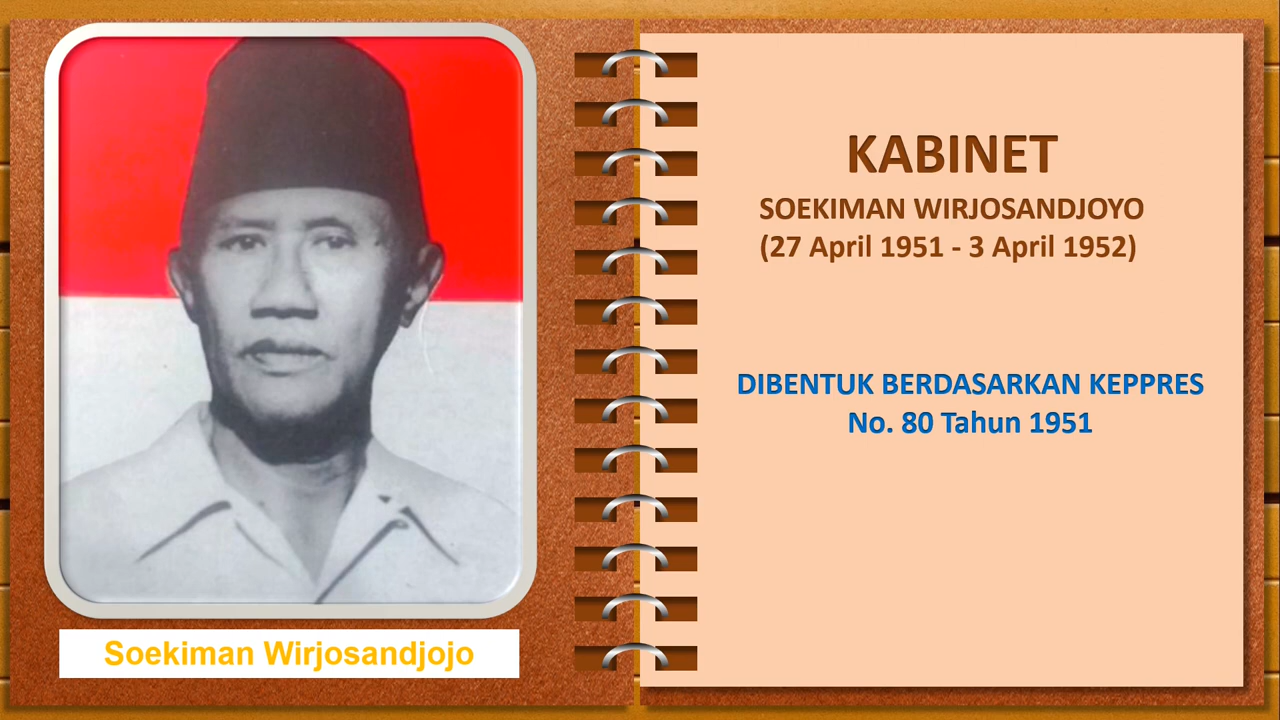 Soekiman Wirjosandjojo
KABINET
SOEKIMAN WIRJOSANDJOYO
(27 April 1951 - 3 April 1952)
DIBENTUK BERDASARKAN KEPPRES
No. 80 Tahun 1951